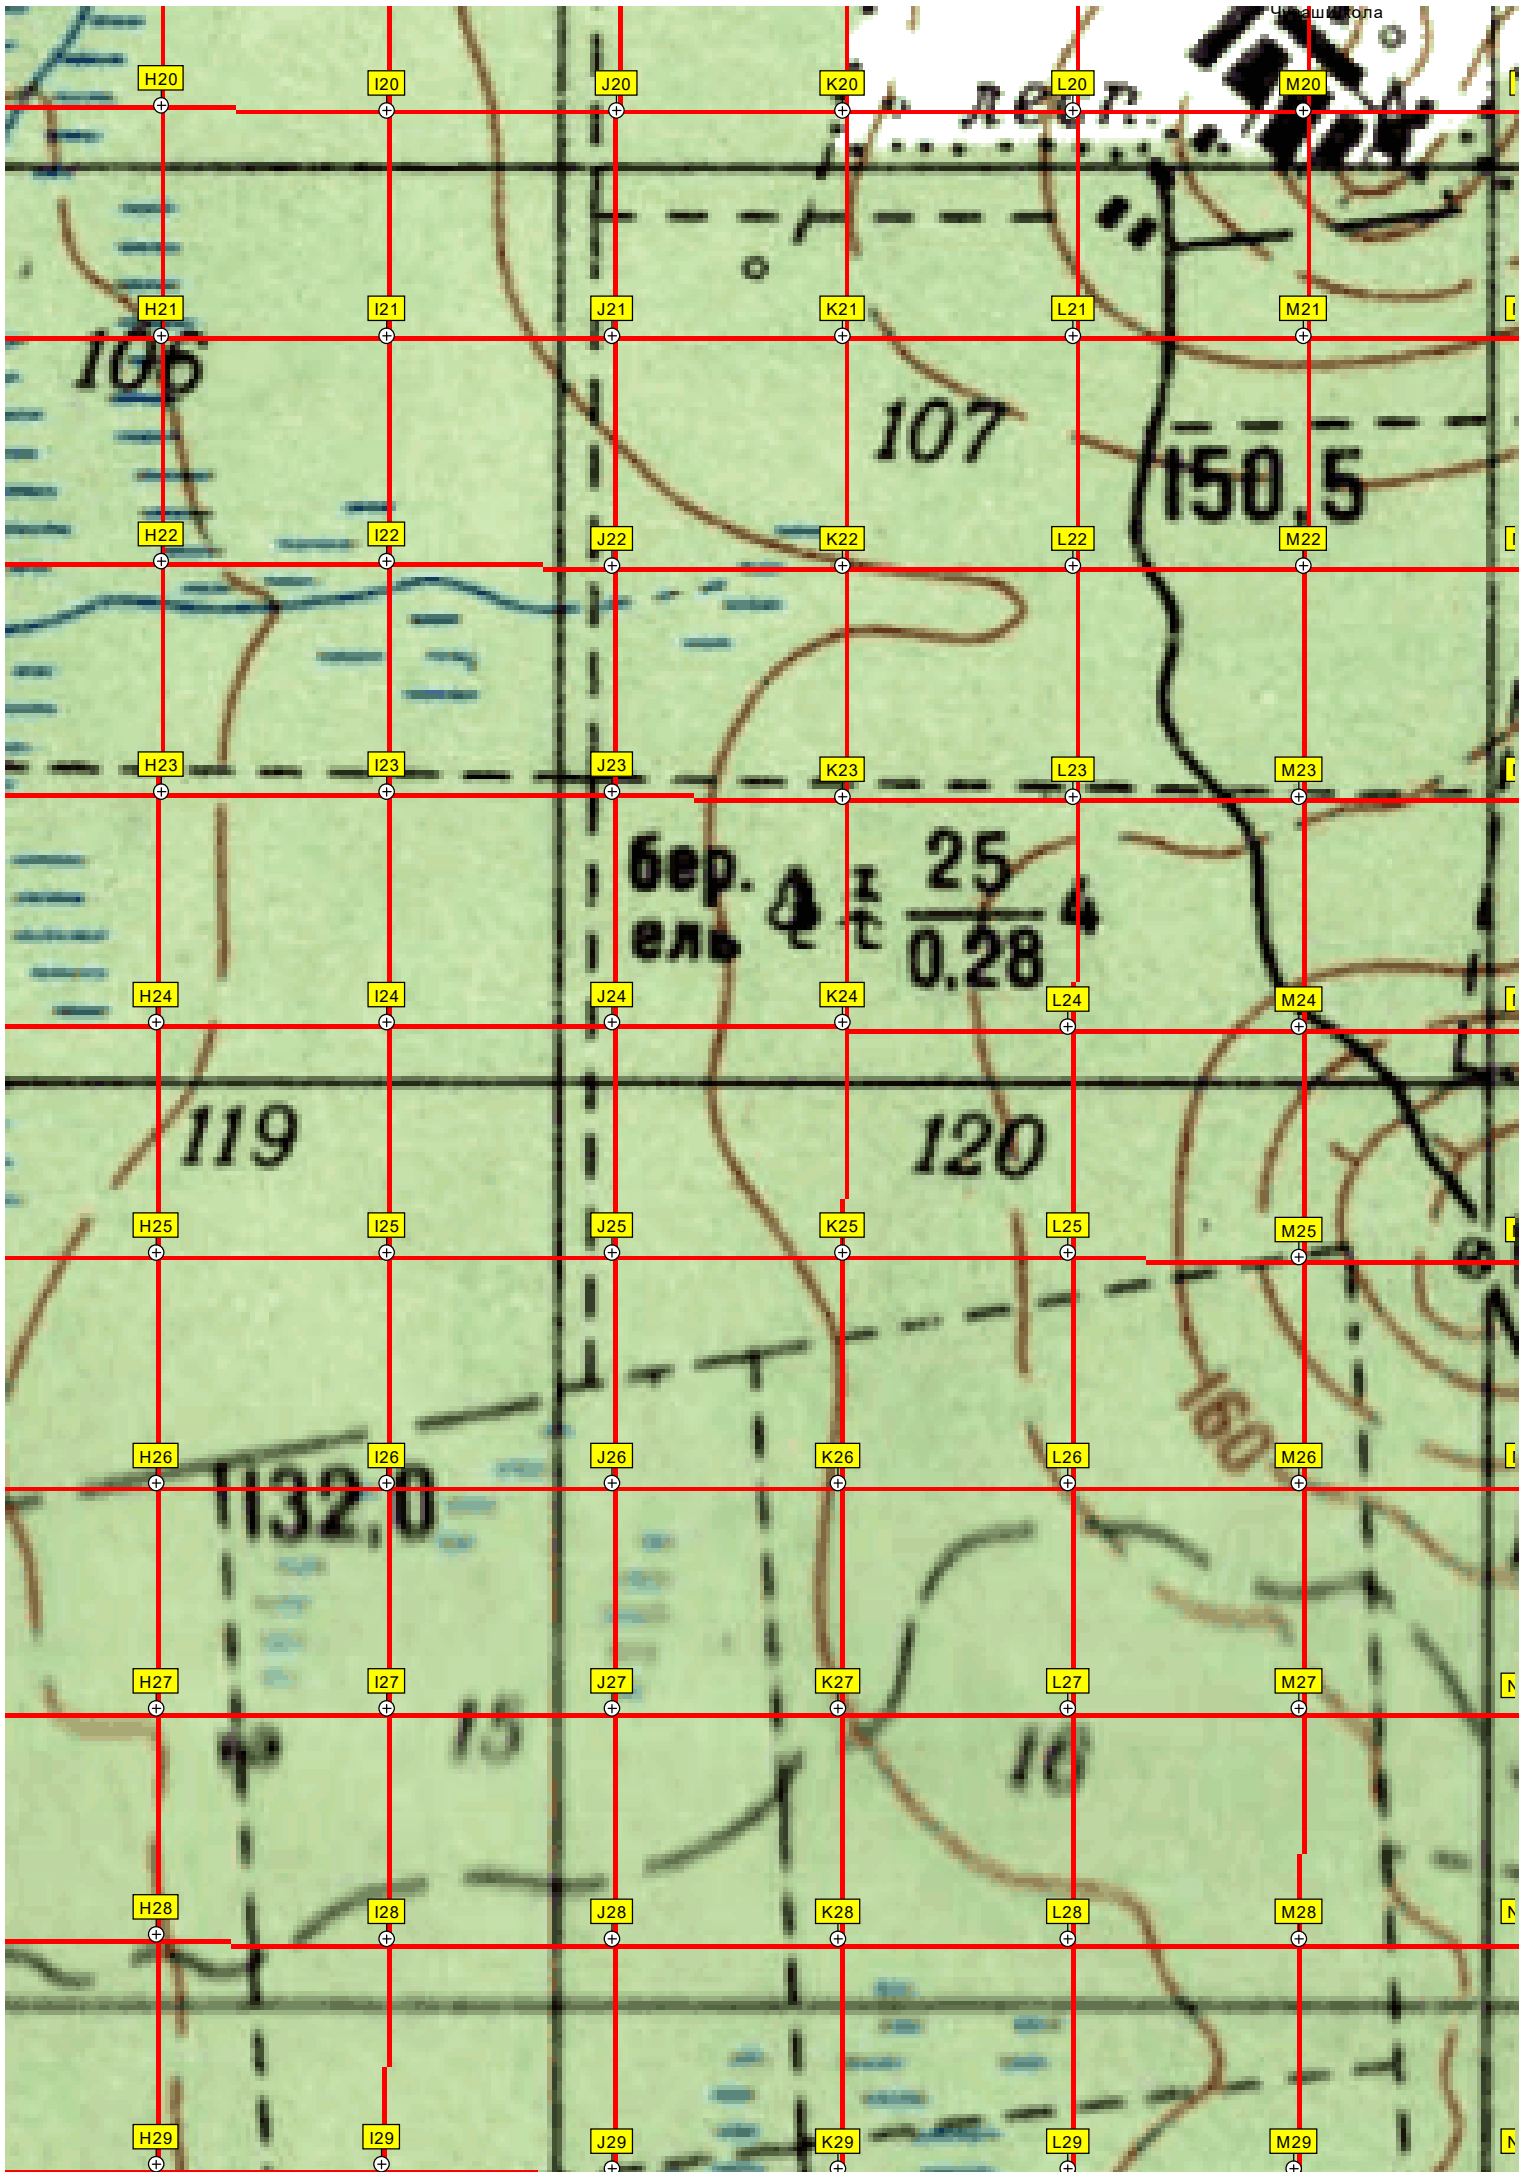 H20 I20 J20 K20 L20 M20
H21 I21 J21 K21 L21 M21
106
107
150.5
H22 I22 J22 K22 L22 M22
H23 I23 J23 K23 L23 M23
бер.
ель
25
0.28
4
H24 I24 J24 K24 L24 M24
119
120
H25 I25 J25 K25 L25 M25
160
H26 I26 J26 K26 L26 M26
132,0
H27 I27 J27 K27 L27 M27
15
16
H28 I28 J28 K28 L28 M28
H29 I29 J29 K29 L29 M29